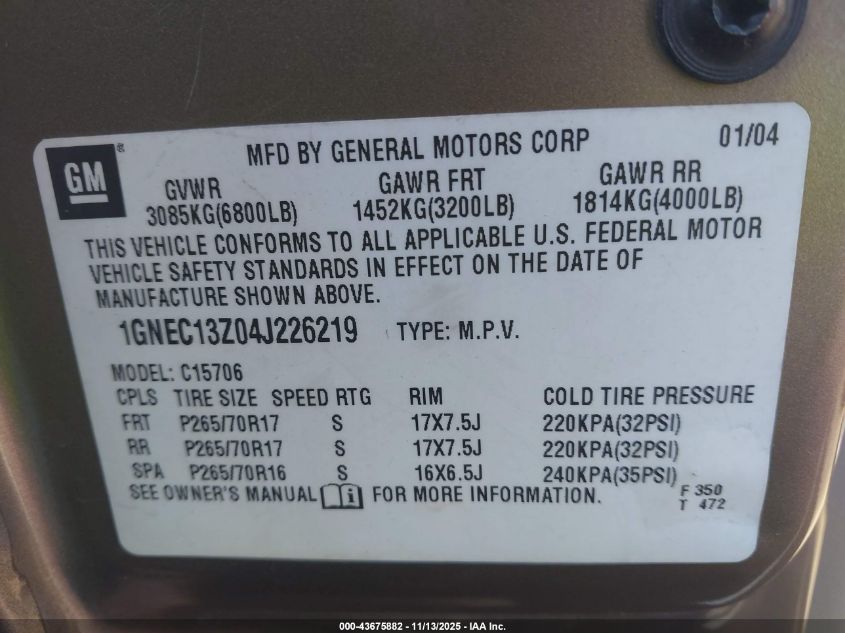 GM® MFD BY GENERAL MOTORS CORP 01/04
GVWR GAWR FRT GAWR RR
3085KG(6800LB) 1452KG(3200LB) 1814KG(4000LB)
THIS VEHICLE CONFORMS TO ALL APPLICABLE U.S. FEDERAL MOTOR
VEHICLE SAFETY STANDARDS IN EFFECT ON THE DATE OF
MANUFACTURE SHOWN ABOVE.
1GNEC13Z04J226219 TYPE: M.P.V.
MODEL: C15706
CPLS TIRE SIZE SPEED RTG RIM COLD TIRE PRESSURE
FRT P265/70R17 S 17X7.5J 220KPA(32PSI)
RR P265/70R17 S 17X7.5J 220KPA(32PSI)
SPA P265/70R16 S 16X6.5J 240KPA(35PSI)
SEE OWNER'S MANUAL FOR MORE INFORMATION. F 350
T 472
000-43675882 - 11/13/2025 - IAA Inc.